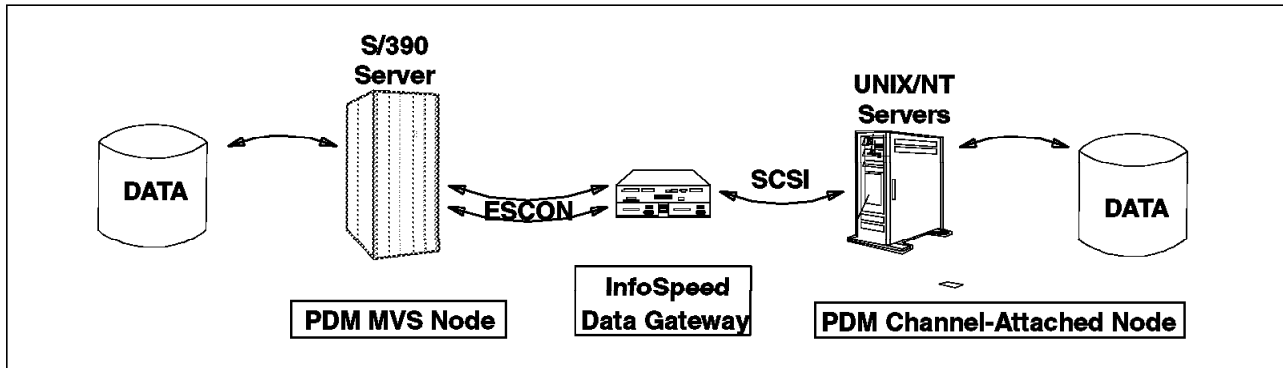 S/390
Server
UNIX/NT
Servers
DATA
ESCON
SCSI
DATA
PDM MVS Node
InfoSpeed
Data Gateway
PDM Channel-Attached Node